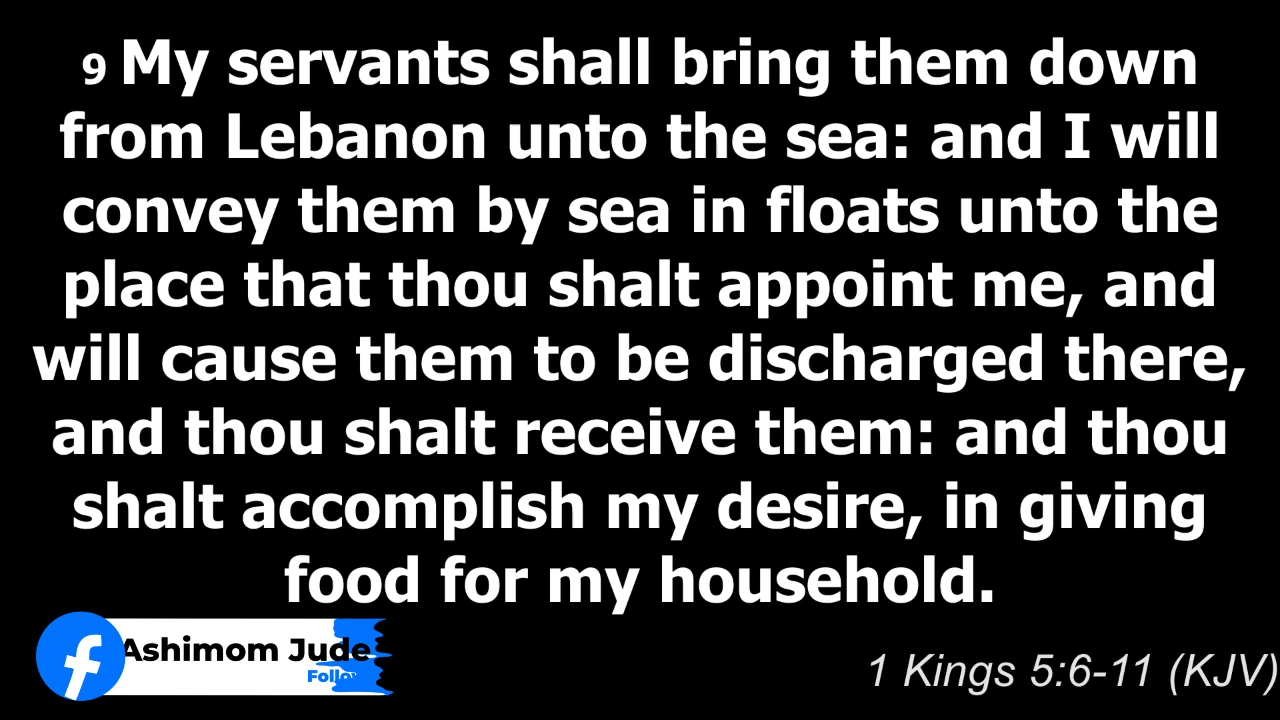 9 My servants shall bring them down
from Lebanon unto the sea: and I will
convey them by sea in floats unto the
place that thou shalt appoint me, and
will cause them to be discharged there,
and thou shalt receive them: and thou
shalt accomplish my desire, in giving
food for my household.
Ashimom Jude
Follow
1 Kings 5:6-11 (KJV)